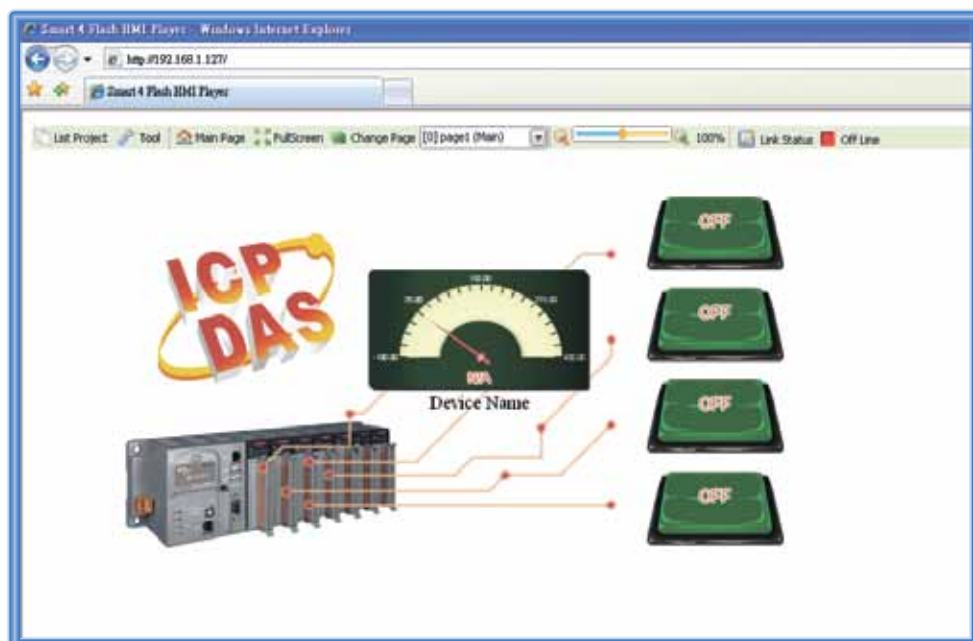 Smart 4 Flash HMI Player - Windows Internet Explorer
http://192.168.1.127/
Smart 4 Flash HMI Player
List Project Tool Main Page FullScreen Change Page [0] page1 (Main) 100% Link Status Off Line
ICP
DAS
OFF
OFF
OFF
OFF
N/A
Device Name